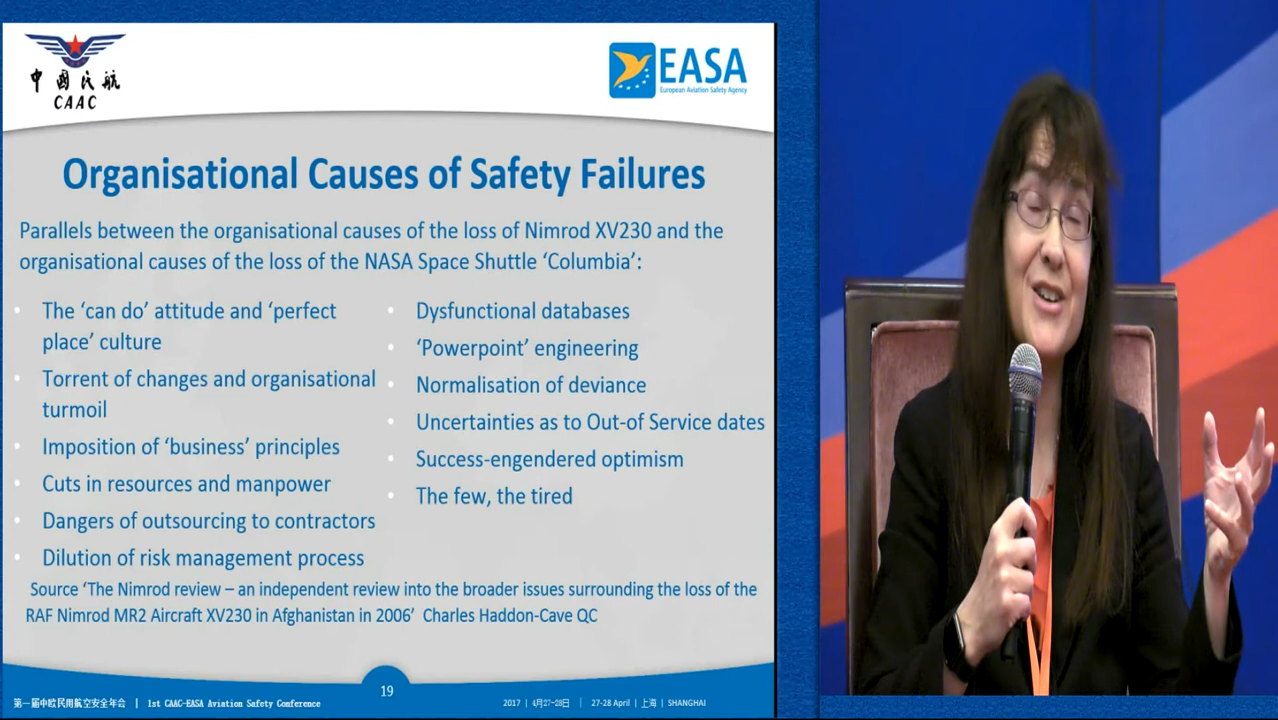 中國民航
CAAC
EASA
European Aviation Safety Agency
Organisational Causes of Safety Failures
Parallels between the organisational causes of the loss of Nimrod XV230 and the
organisational causes of the loss of the NASA Space Shuttle ‘Columbia’:
• The ‘can do’ attitude and ‘perfect
place’ culture
• Torrent of changes and organisational
turmoil
• Imposition of ‘business’ principles
• Cuts in resources and manpower
• Dangers of outsourcing to contractors
• Dilution of risk management process
• Dysfunctional databases
• ‘Powerpoint’ engineering
• Normalisation of deviance
• Uncertainties as to Out-of Service dates
• Success-engendered optimism
• The few, the tired
Source ‘The Nimrod review – an independent review into the broader issues surrounding the loss of the
RAF Nimrod MR2 Aircraft XV230 in Afghanistan in 2006’ Charles Haddon-Cave QC
19
第一届中欧民用航空安全年会 | 1st CAAC-EASA Aviation Safety Conference
2017 | 4月27-28日 | 27-28 April | 上海 | SHANGHAI